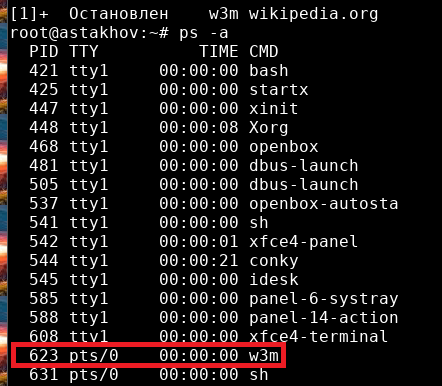 [1]+  Остановлен    w3m wikipedia.org
root@astakhov:~# ps -a
  PID TTY          TIME CMD
  421 tty1     00:00:00 bash
  425 tty1     00:00:00 startx
  447 tty1     00:00:00 xinit
  448 tty1     00:00:08 Xorg
  468 tty1     00:00:00 openbox
  481 tty1     00:00:00 dbus-launch
  505 tty1     00:00:00 dbus-launch
  537 tty1     00:00:00 openbox-autosta
  541 tty1     00:00:00 sh
  542 tty1     00:00:01 xfce4-panel
  544 tty1     00:00:21 conky
  545 tty1     00:00:00 idesk
  585 tty1     00:00:00 panel-6-systray
  588 tty1     00:00:00 panel-14-action
  608 tty1     00:00:00 xfce4-terminal
  623 pts/0    00:00:00 w3m
  631 pts/0    00:00:00 sh